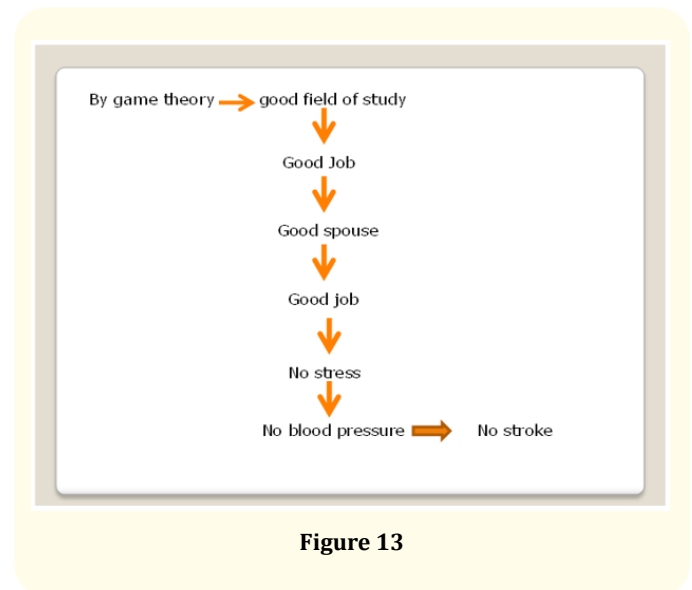 By game theory good field of study
Good Job
Good spouse
Good job
No stress
No blood pressure No stroke
Figure 13